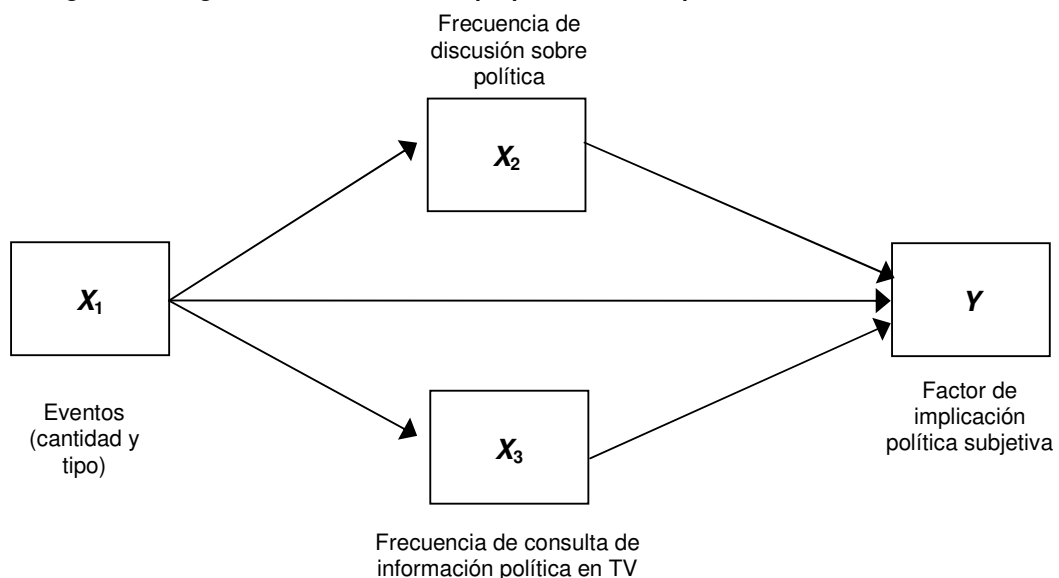 Frecuencia de
discusión sobre
política
X2
X1
Y
Eventos
(cantidad y
tipo)
X3
Factor de
implicación
política subjetiva
Frecuencia de consulta de
información política en TV